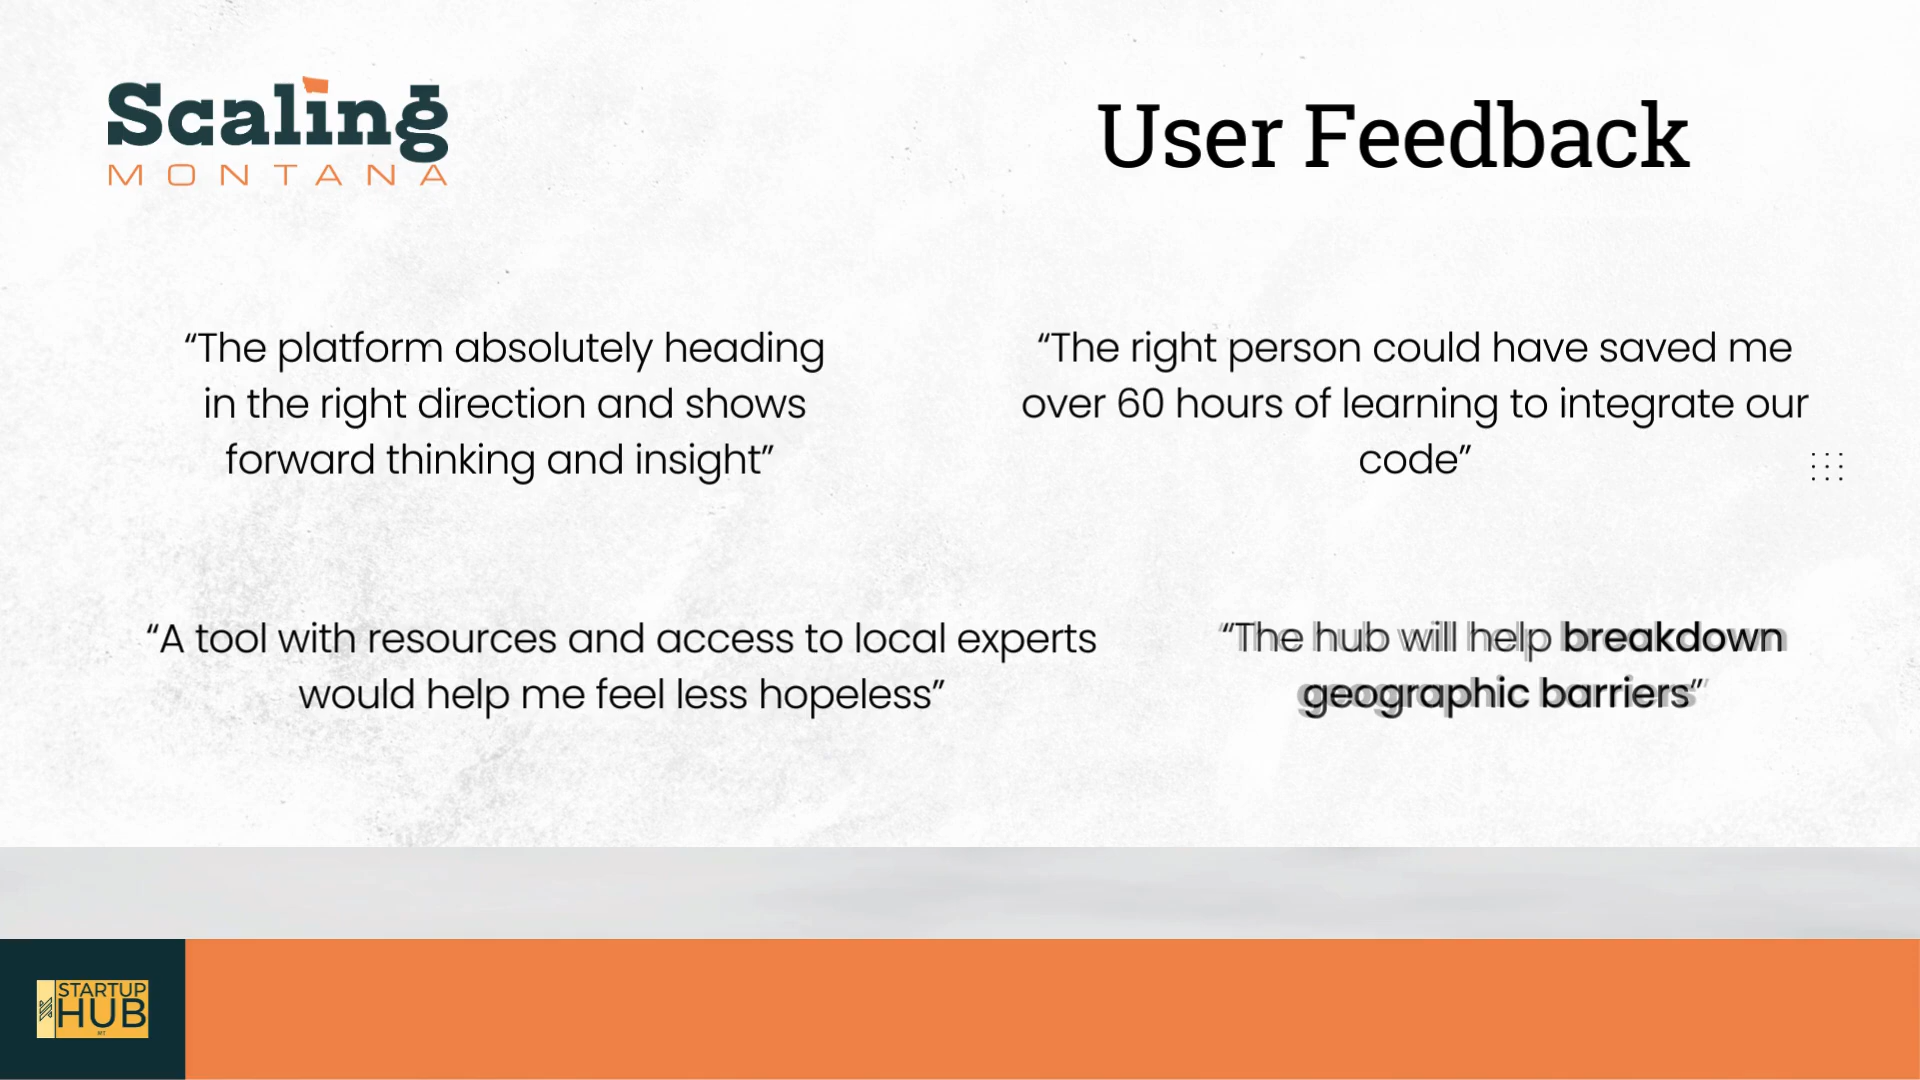 Scaling
MONTANA
User Feedback
“The platform absolutely heading
in the right direction and shows
forward thinking and insight”
“The right person could have saved me
over 60 hours of learning to integrate our
code”
“A tool with resources and access to local experts
would help me feel less hopeless”
“The hub will help breakdown
geographic barriers”
STARTUP
HUB
MT